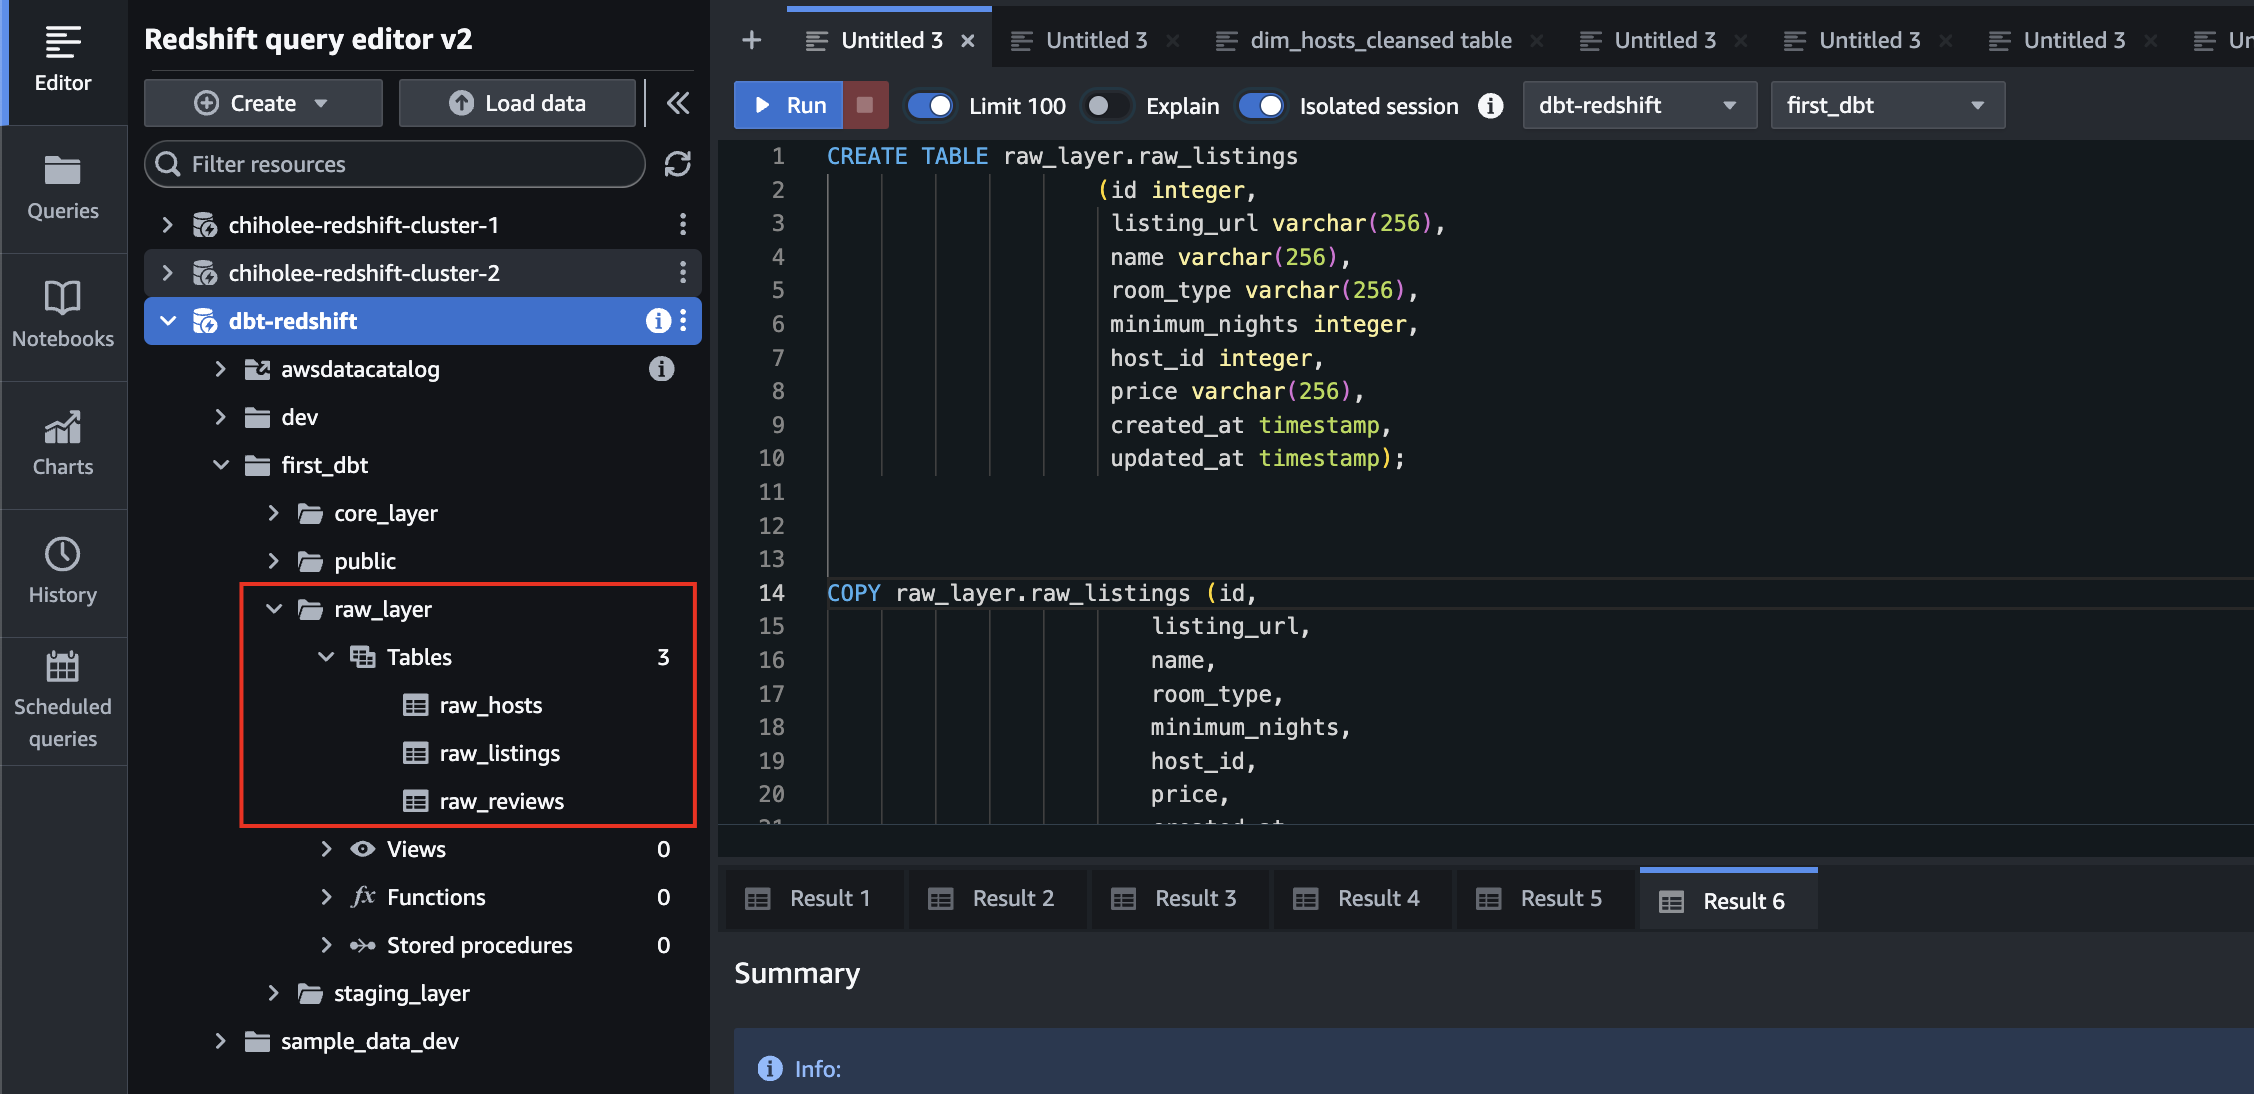 Editor
Queries
Notebooks
Charts
History
Scheduled
queries
Redshift query editor v2
Create
Load data
Filter resources
chiholee-redshift-cluster-1
chiholee-redshift-cluster-2
dbt-redshift
awsdatacatalog
dev
first_dbt
core_layer
public
raw_layer
Tables 3
raw_hosts
raw_listings
raw_reviews
Views 0
fx Functions 0
Stored procedures 0
staging_layer
sample_data_dev
+ Untitled 3 × Untitled 3 × dim_hosts_cleansed table × Untitled 3 × Untitled 3 × Untitled 3 ×
Run Limit 100 Explain Isolated session dbt-redshift first_dbt
1 CREATE TABLE raw_layer.raw_listings
2 (id integer,
3 listing_url varchar(256),
4 name varchar(256),
5 room_type varchar(256),
6 minimum_nights integer,
7 host_id integer,
8 price varchar(256),
9 created_at timestamp,
10 updated_at timestamp);
11
12
13
14 COPY raw_layer.raw_listings (id,
15 listing_url,
16 name,
17 room_type,
18 minimum_nights,
19 host_id,
20 price,
Result 1 Result 2 Result 3 Result 4 Result 5 Result 6
Summary
Info: